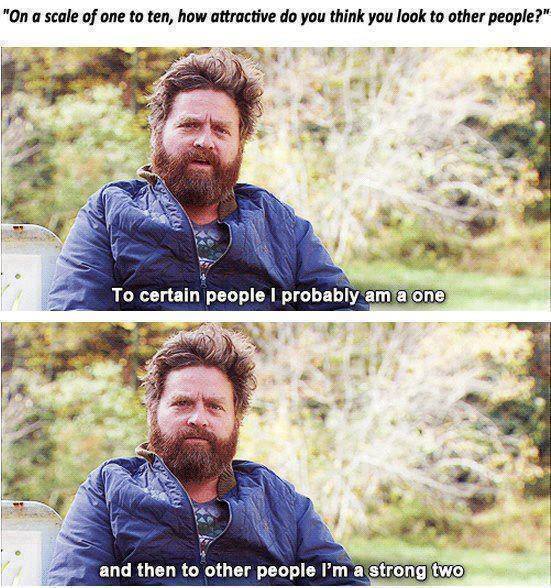 "On a scale of one to ten, how attractive do you think you look to other people?"
To certain people I probably am a one
and then to other people I'm a strong two